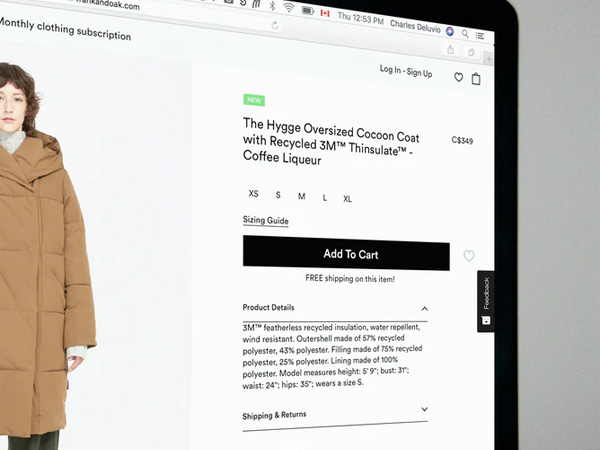 frankandoak.com
Thu 12:53 PM Charles Deluvio
Monthly clothing subscription
Log In - Sign Up
NEW
The Hygge Oversized Cocoon Coat
with Recycled 3M™ Thinsulate™ -
Coffee Liqueur
C$349
XS S M L XL
Sizing Guide
Add To Cart
FREE shipping on this item!
Feedback
Product Details
3M™ featherless recycled insulation, water repellent,
wind resistant. Outershell made of 57% recycled
polyester, 43% polyester. Filling made of 75% recycled
polyester, 25% polyester. Lining made of 100%
polyester. Model measures height: 5' 9"; bust: 31";
waist: 24"; hips: 35"; wears a size S.
Shipping & Returns